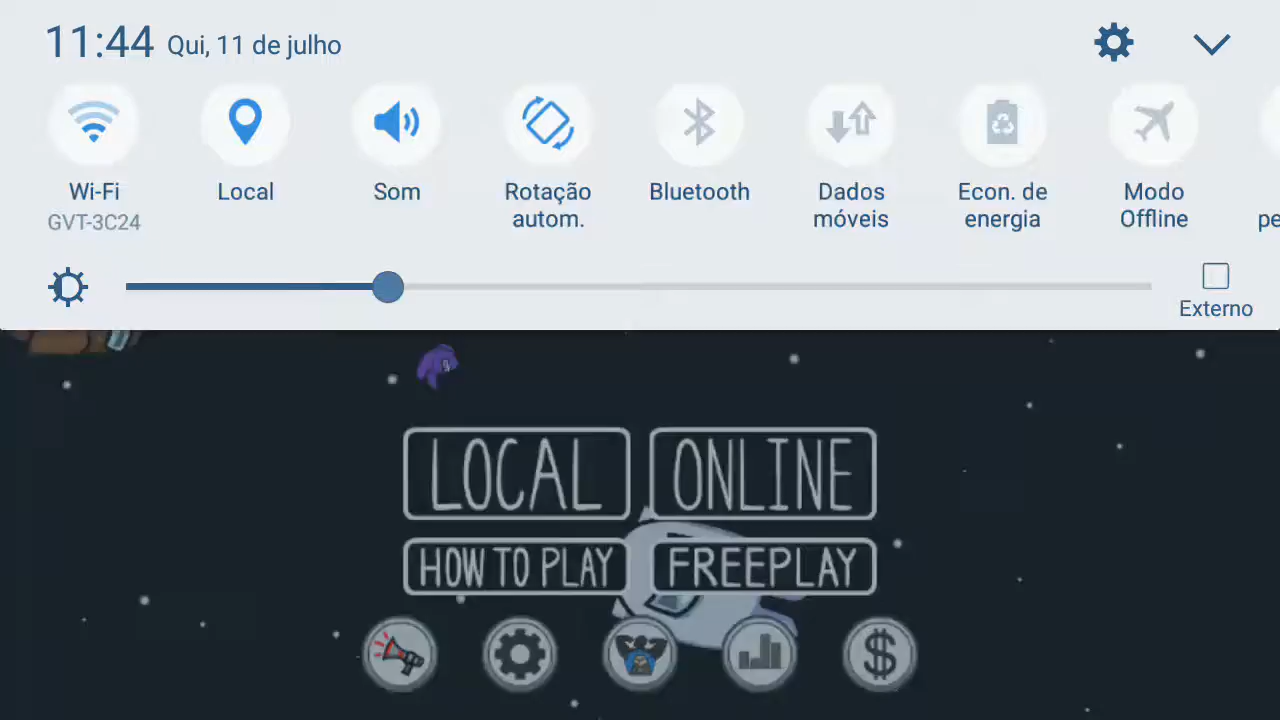 11:44 Qui, 11 de julho
Wi-Fi
GVT-3C24
Local
Som
Rotação
autom.
Bluetooth
Dados
móveis
Econ. de
energia
Modo
Offline
pe
Externo
LOCAL
ONLINE
HOW TO PLAY
FREEPLAY
$